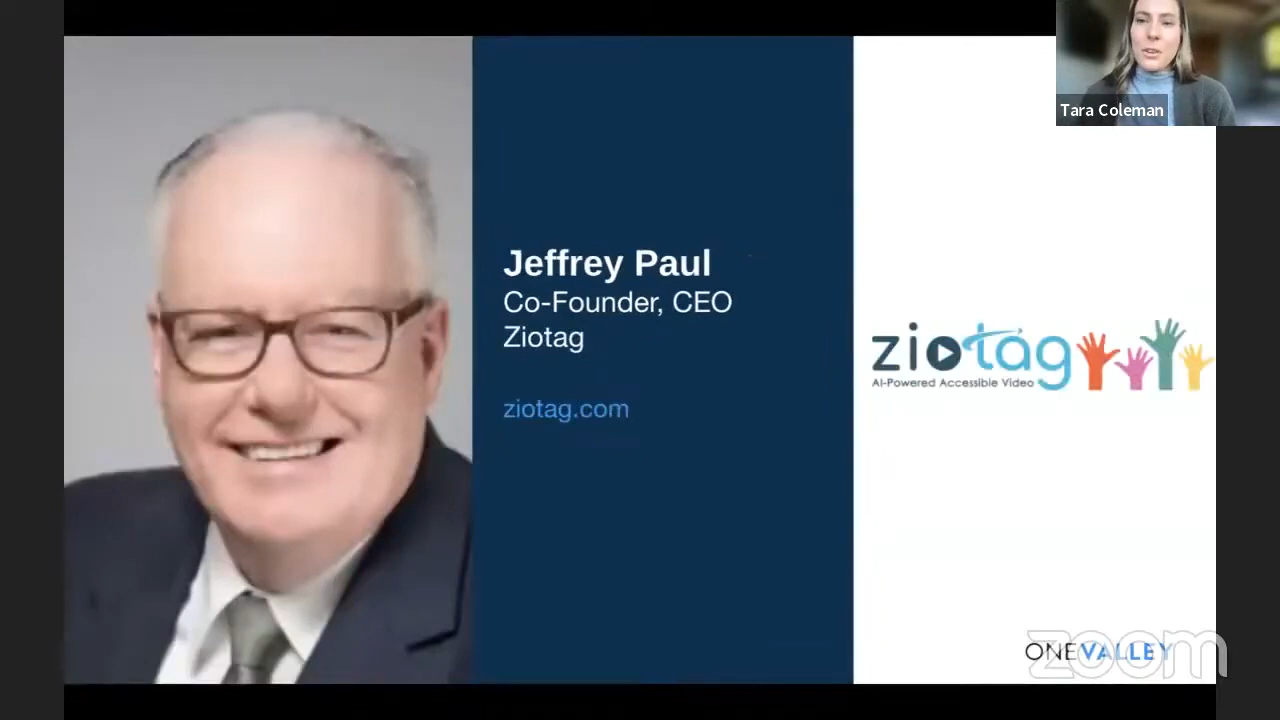 Tara Coleman
Jeffrey Paul
Co-Founder, CEO
Ziotag
ziotag.com
ziotag
AI-Powered Accessible Video
ONEVALLEY
zoom